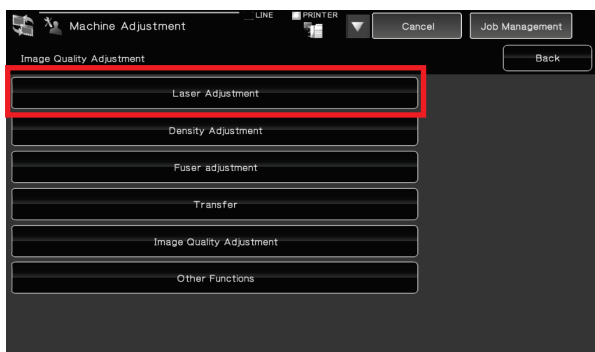 Machine Adjustment LINE PRINTER Cancel Job Management
Image Quality Adjustment Back
Laser Adjustment
Density Adjustment
Fuser adjustment
Transfer
Image Quality Adjustment
Other Functions